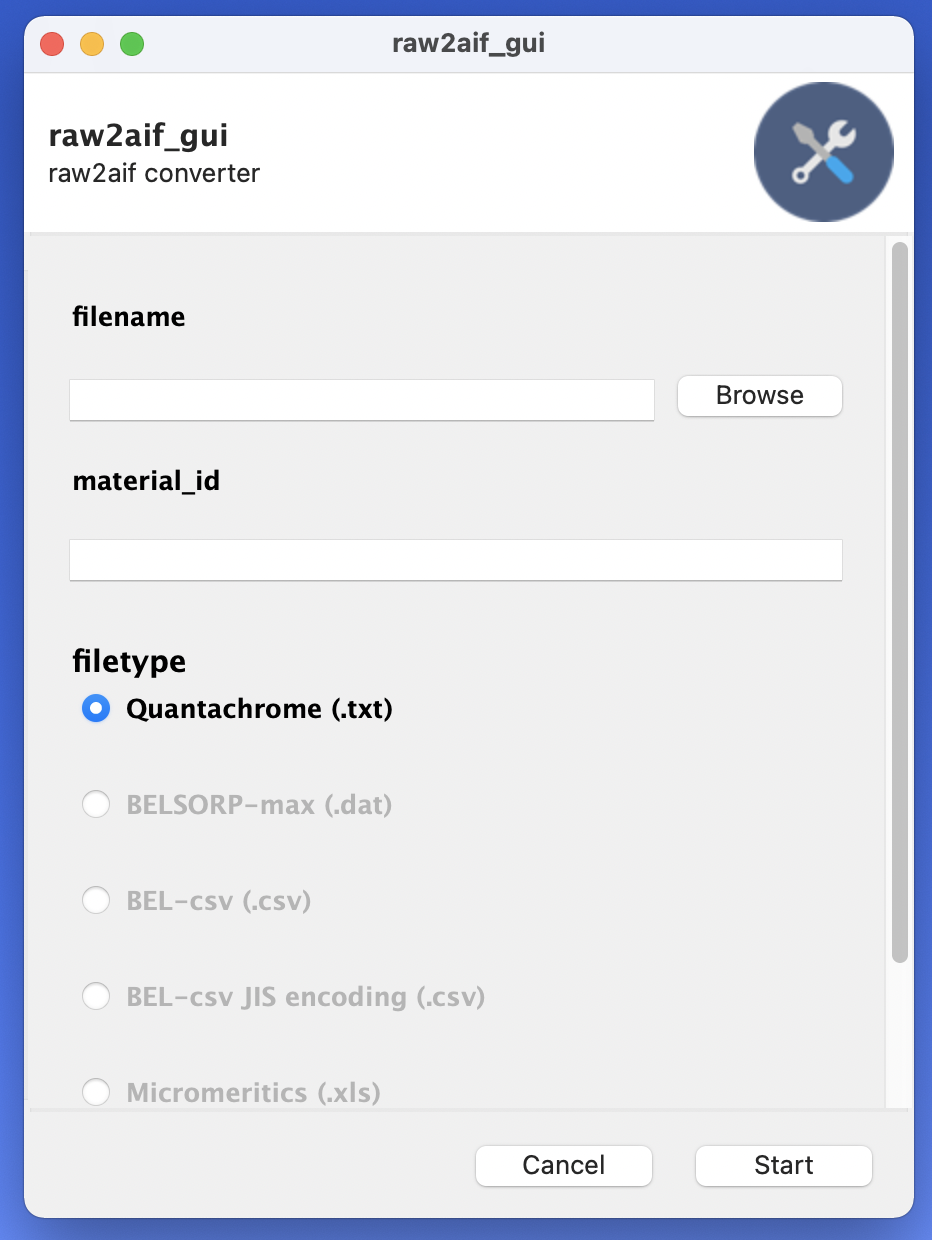 raw2aif_gui
raw2aif_gui
raw2aif converter
filename
Browse
material_id
filetype
Quantachrome (.txt)
BELSORP-max (.dat)
BEL-csv (.csv)
BEL-csv JIS encoding (.csv)
Micromeritics (.xls)
Cancel
Start